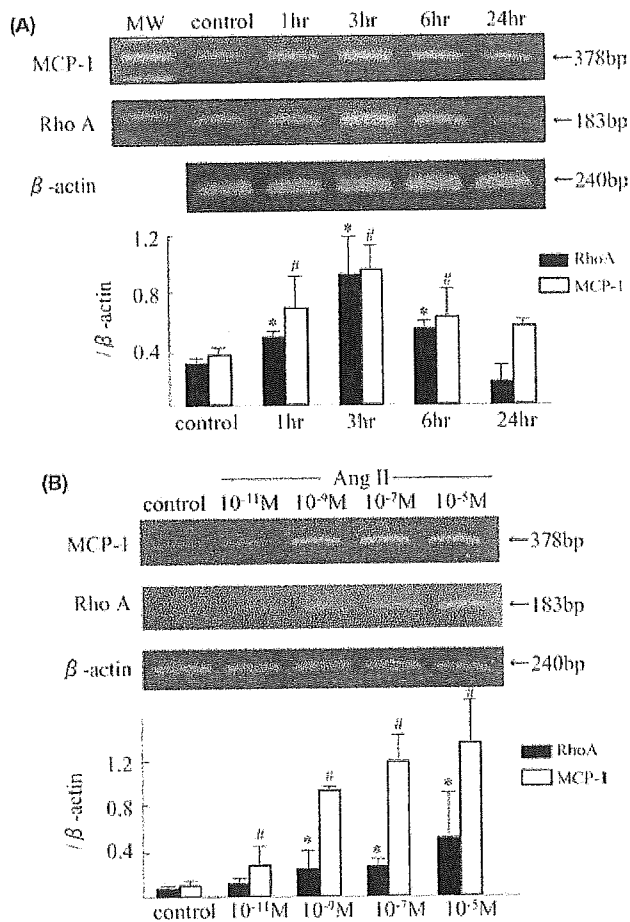 (A)
MW control 1hr 3hr 6hr 24hr
MCP-1 ←378bp
Rho A ←183bp
β-actin ←240bp
/β-actin
1.2
0.8
0.4
* # * # * #
RhoA
MCP-1
control 1hr 3hr 6hr 24hr
(B)
Ang II
control 10⁻¹¹M 10⁻⁹M 10⁻⁷M 10⁻⁵M
MCP-1 ←378bp
Rho A ←183bp
β-actin ←240bp
/β-actin
1.2
0.8
0.4
# * # * # * #
RhoA
MCP-1
control 10⁻¹¹M 10⁻⁹M 10⁻⁷M 10⁻⁵M